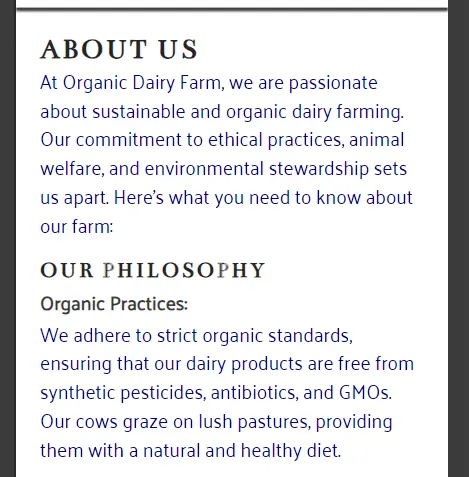 ABOUT US
At Organic Dairy Farm, we are passionate
about sustainable and organic dairy farming.
Our commitment to ethical practices, animal
welfare, and environmental stewardship sets
us apart. Here's what you need to know about
our farm:
OUR PHILOSOPHY
Organic Practices:
We adhere to strict organic standards,
ensuring that our dairy products are free from
synthetic pesticides, antibiotics, and GMOs.
Our cows graze on lush pastures, providing
them with a natural and healthy diet.